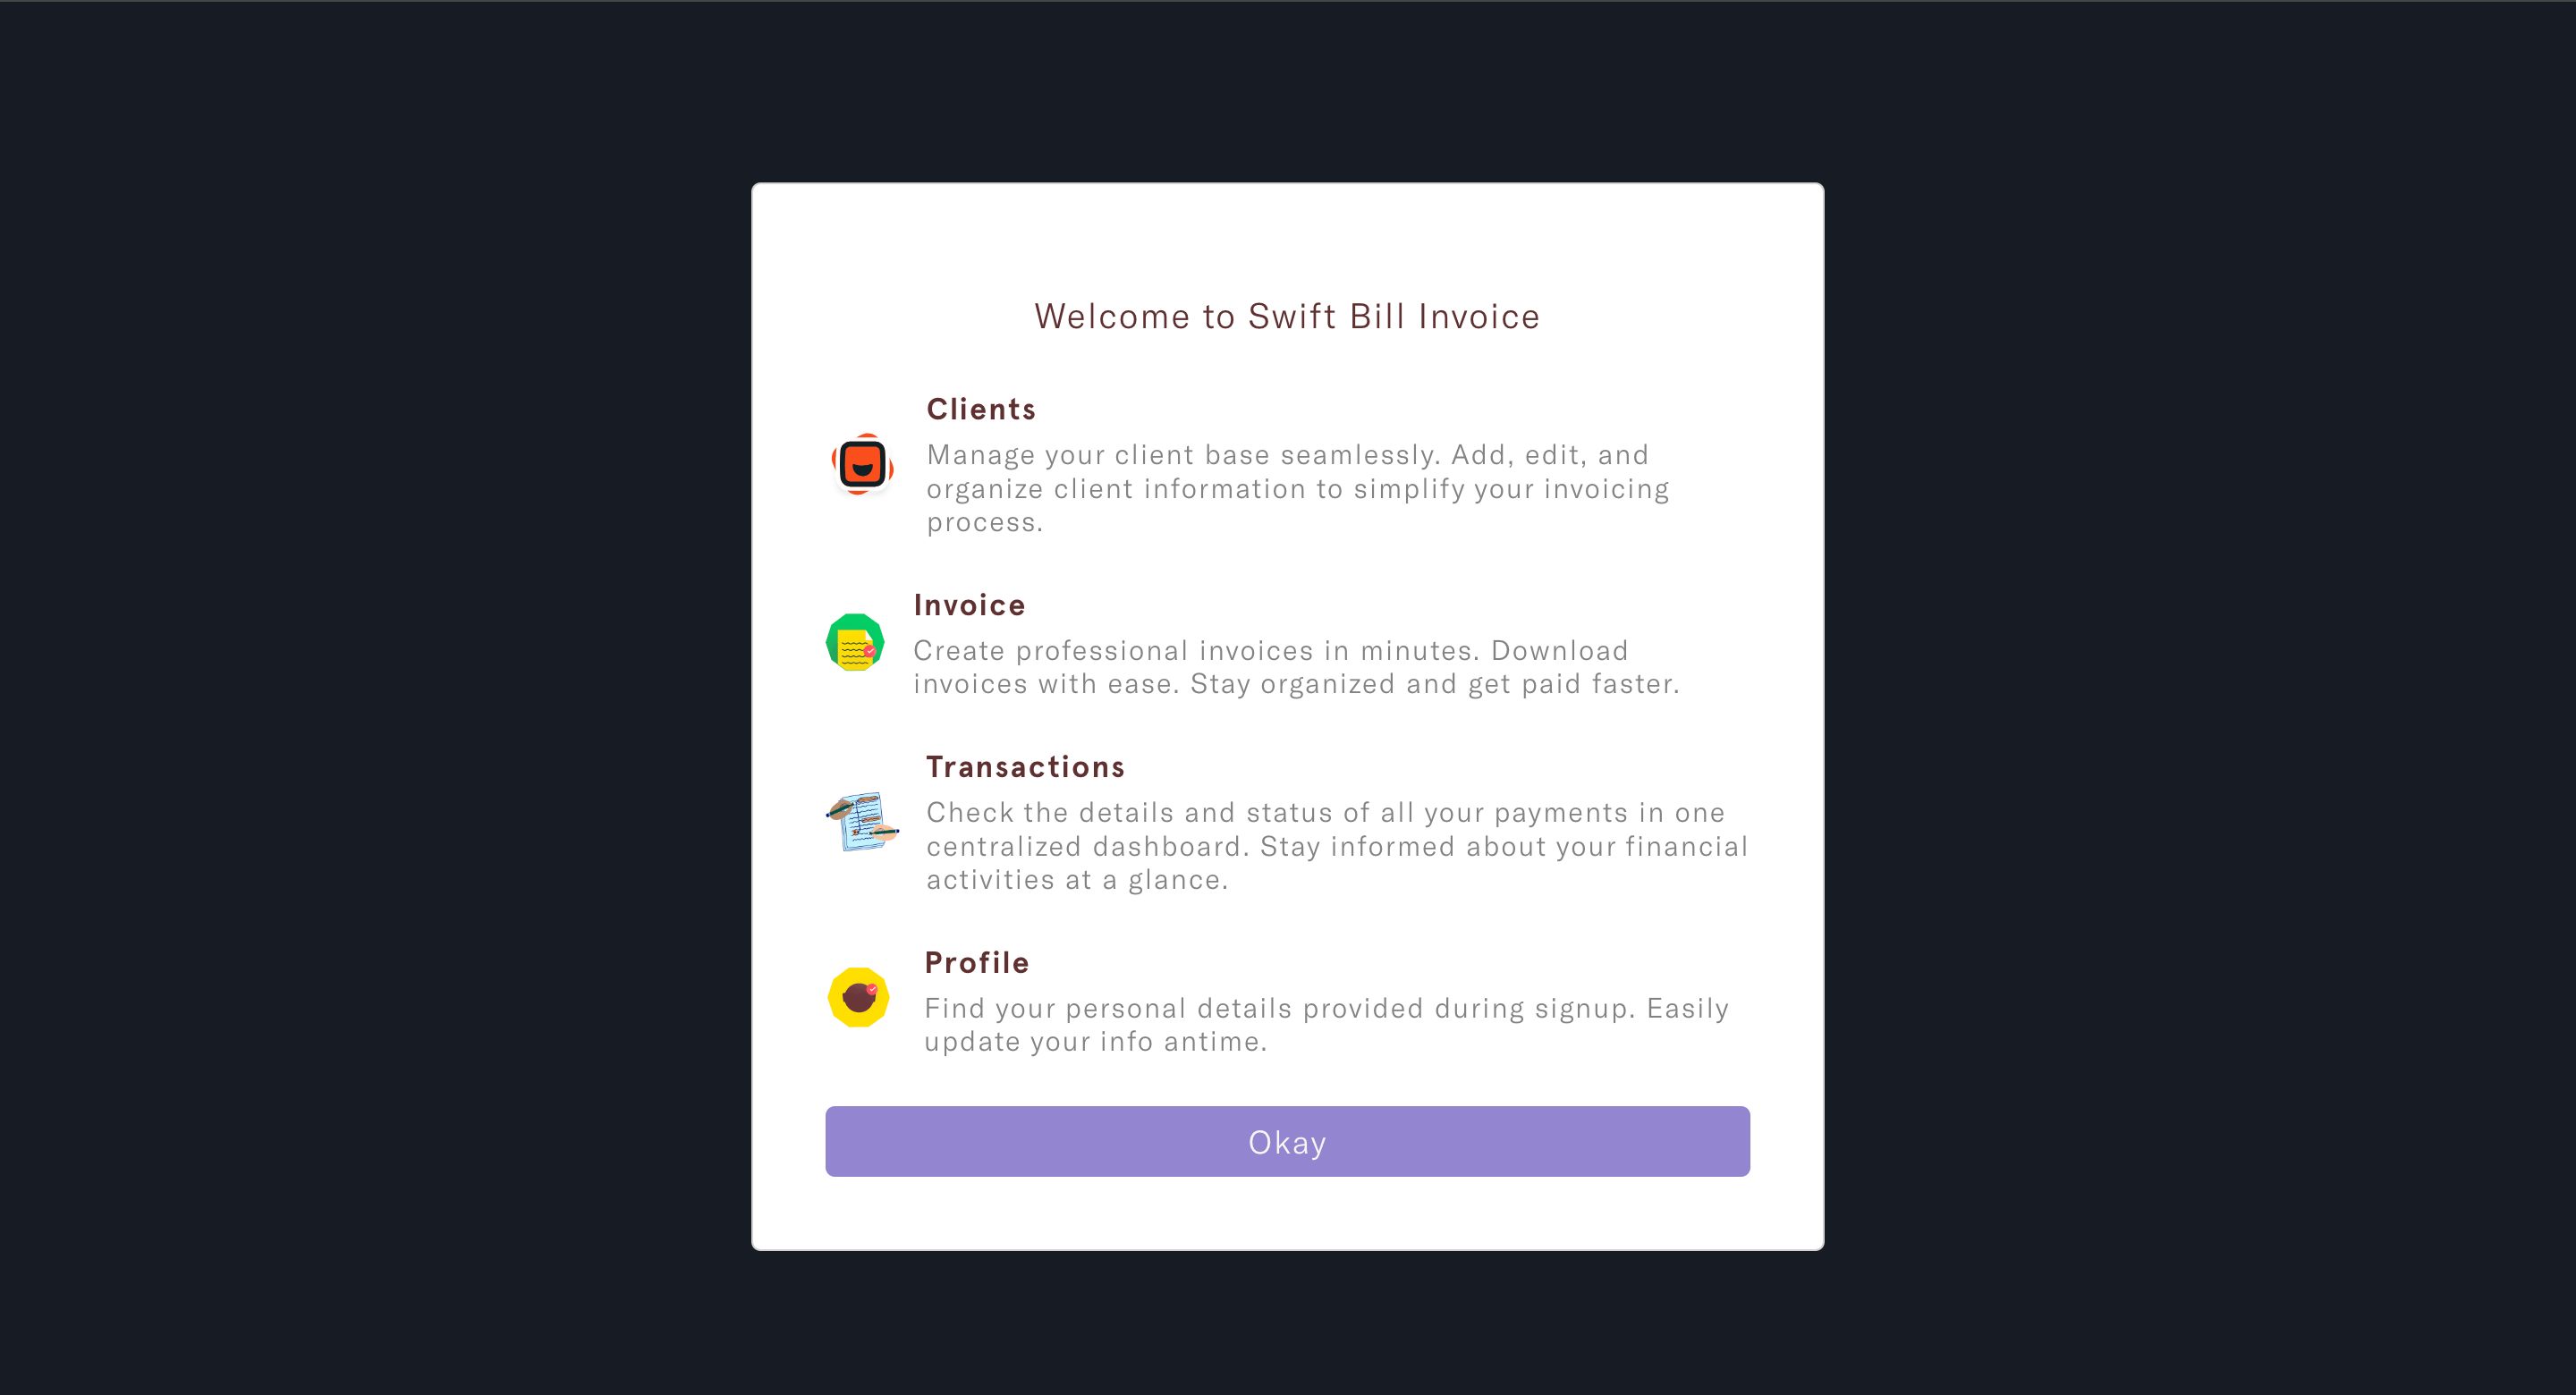 Welcome to Swift Bill Invoice
Clients
Manage your client base seamlessly. Add, edit, and
organize client information to simplify your invoicing
process.
Invoice
Create professional invoices in minutes. Download
invoices with ease. Stay organized and get paid faster.
Transactions
Check the details and status of all your payments in one
centralized dashboard. Stay informed about your financial
activities at a glance.
Profile
Find your personal details provided during signup. Easily
update your info antime.
Okay